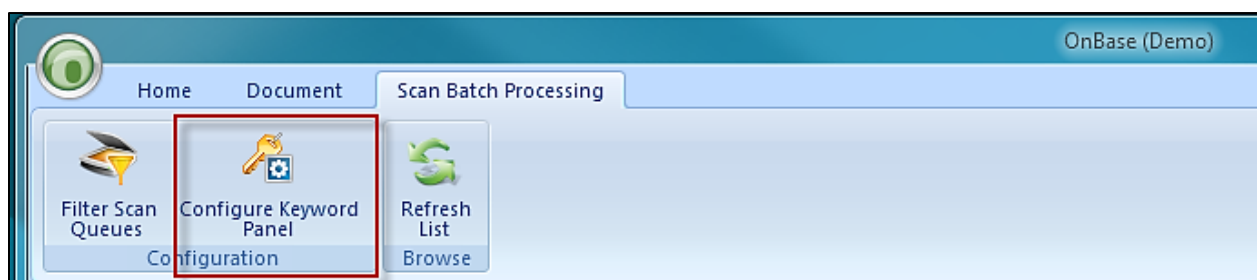 OnBase (Demo)
Home Document Scan Batch Processing
Filter Scan Configure Keyword Refresh
Queues Panel List
Configuration Browse